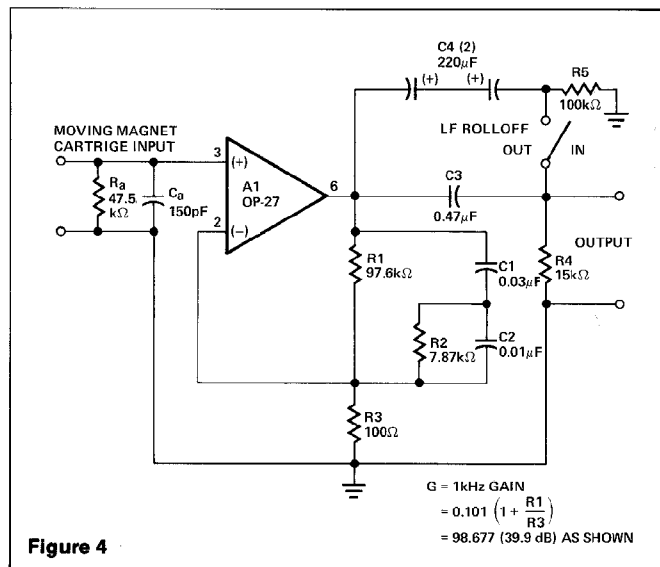 C4 (2)
220μF
(+) (+)
R5
100kΩ
LF ROLLOFF
OUT IN
MOVING MAGNET
CARTRIGE INPUT
3
(+)
A1
OP-27
6
2
(−)
Ra
47.5
kΩ
Ca
150pF
C3
0.47μF
OUTPUT
R1
97.6kΩ
C1
0.03μF
R4
15kΩ
R2
7.87kΩ
C2
0.01μF
R3
100Ω
G = 1kHz GAIN
= 0.101 (1 + R1/R3)
= 98.677 (39.9 dB) AS SHOWN
Figure 4